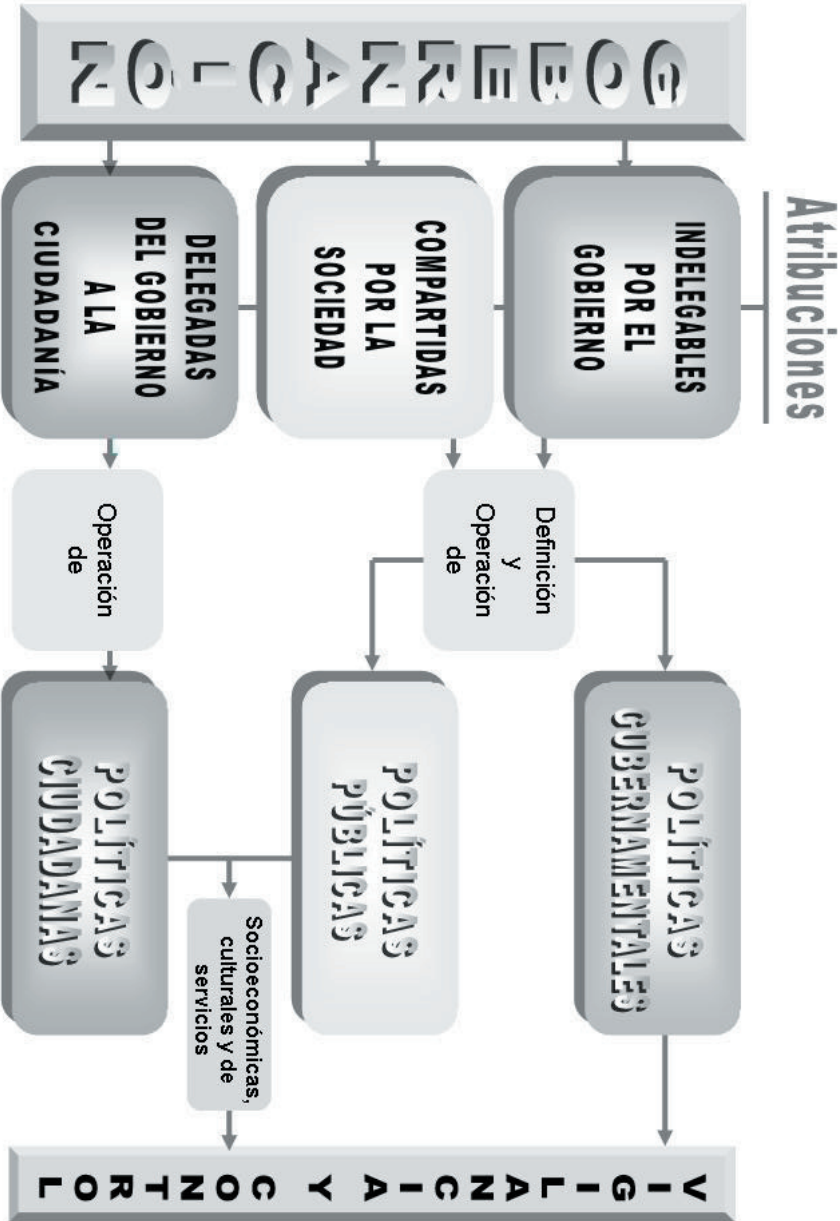 GOBERNACIÓN
Atribuciones
INDELEGABLES
POR EL
GOBIERNO
COMPARTIDAS
POR LA
SOCIEDAD
DELEGADAS
DEL GOBIERNO
A LA
CIUDADANÍA
Definición
y
Operación
de
Operación
de
POLÍTICAS
GUBERNAMENTALES
POLÍTICAS
PÚBLICAS
POLÍTICAS
CIUDADANAS
Socioeconómicas,
culturales y de
servicios
VIGILANCIA Y CONTROL